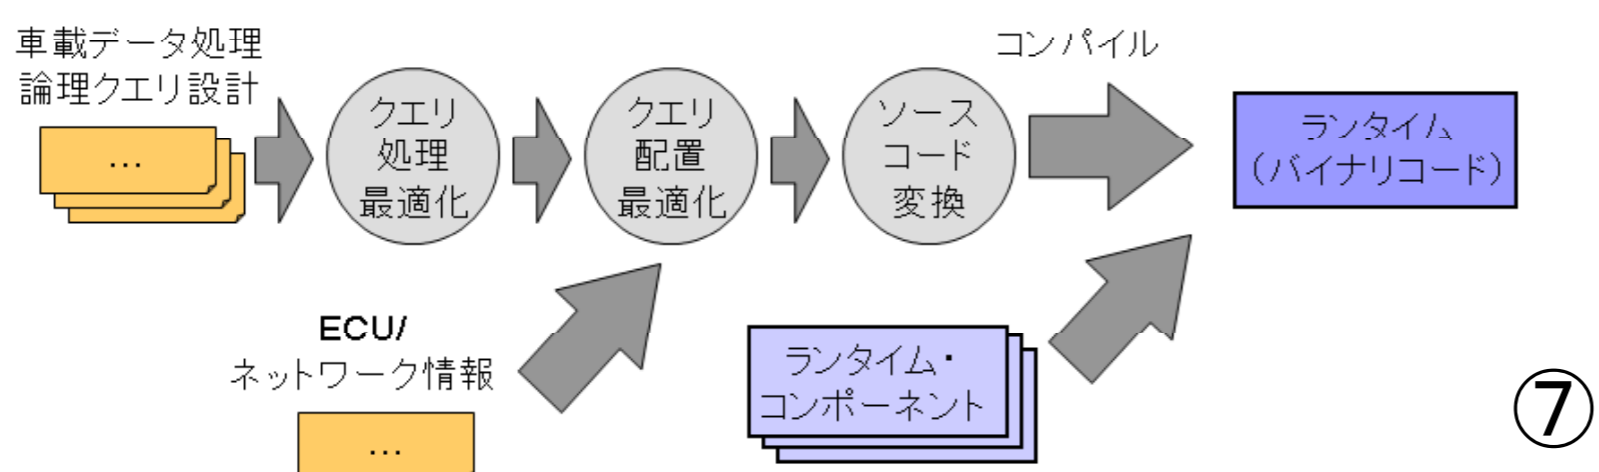 車載データ処理
論理クエリ設計
…
クエリ
処理
最適化
クエリ
配置
最適化
ソース
コード
変換
コンパイル
ランタイム
（バイナリコード）
ECU/
ネットワーク情報
…
ランタイム・
コンポーネント
⑦